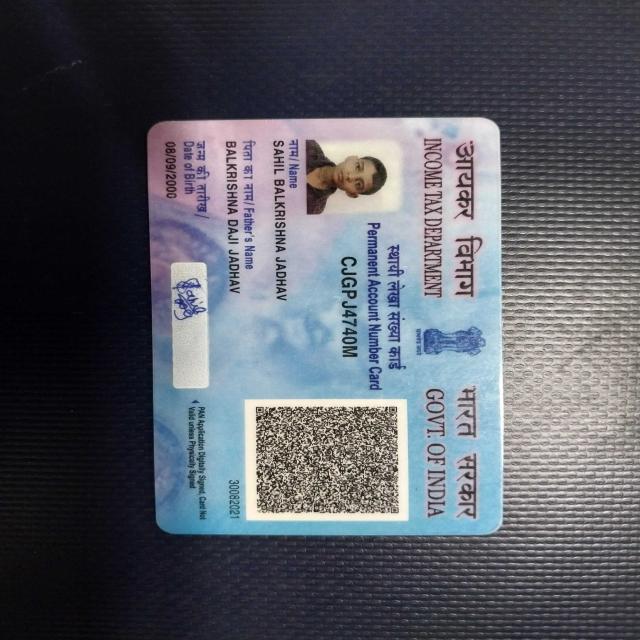 आयकर विभाग
INCOME TAX DEPARTMENT
भारत सरकार
GOVT. OF INDIA
स्थायी लेखा संख्या कार्ड
Permanent Account Number Card
CJGPJ4740M
नाम/ Name
SAHIL BALKRISHNA JADHAV
पिता का नाम/ Father's Name
BALKRISHNA DAJI JADHAV
जन्म की तारीख/
Date of Birth
08/09/2000
30082021
PAN Application Digitally Signed, Card Not
Valid unless Physically Signed